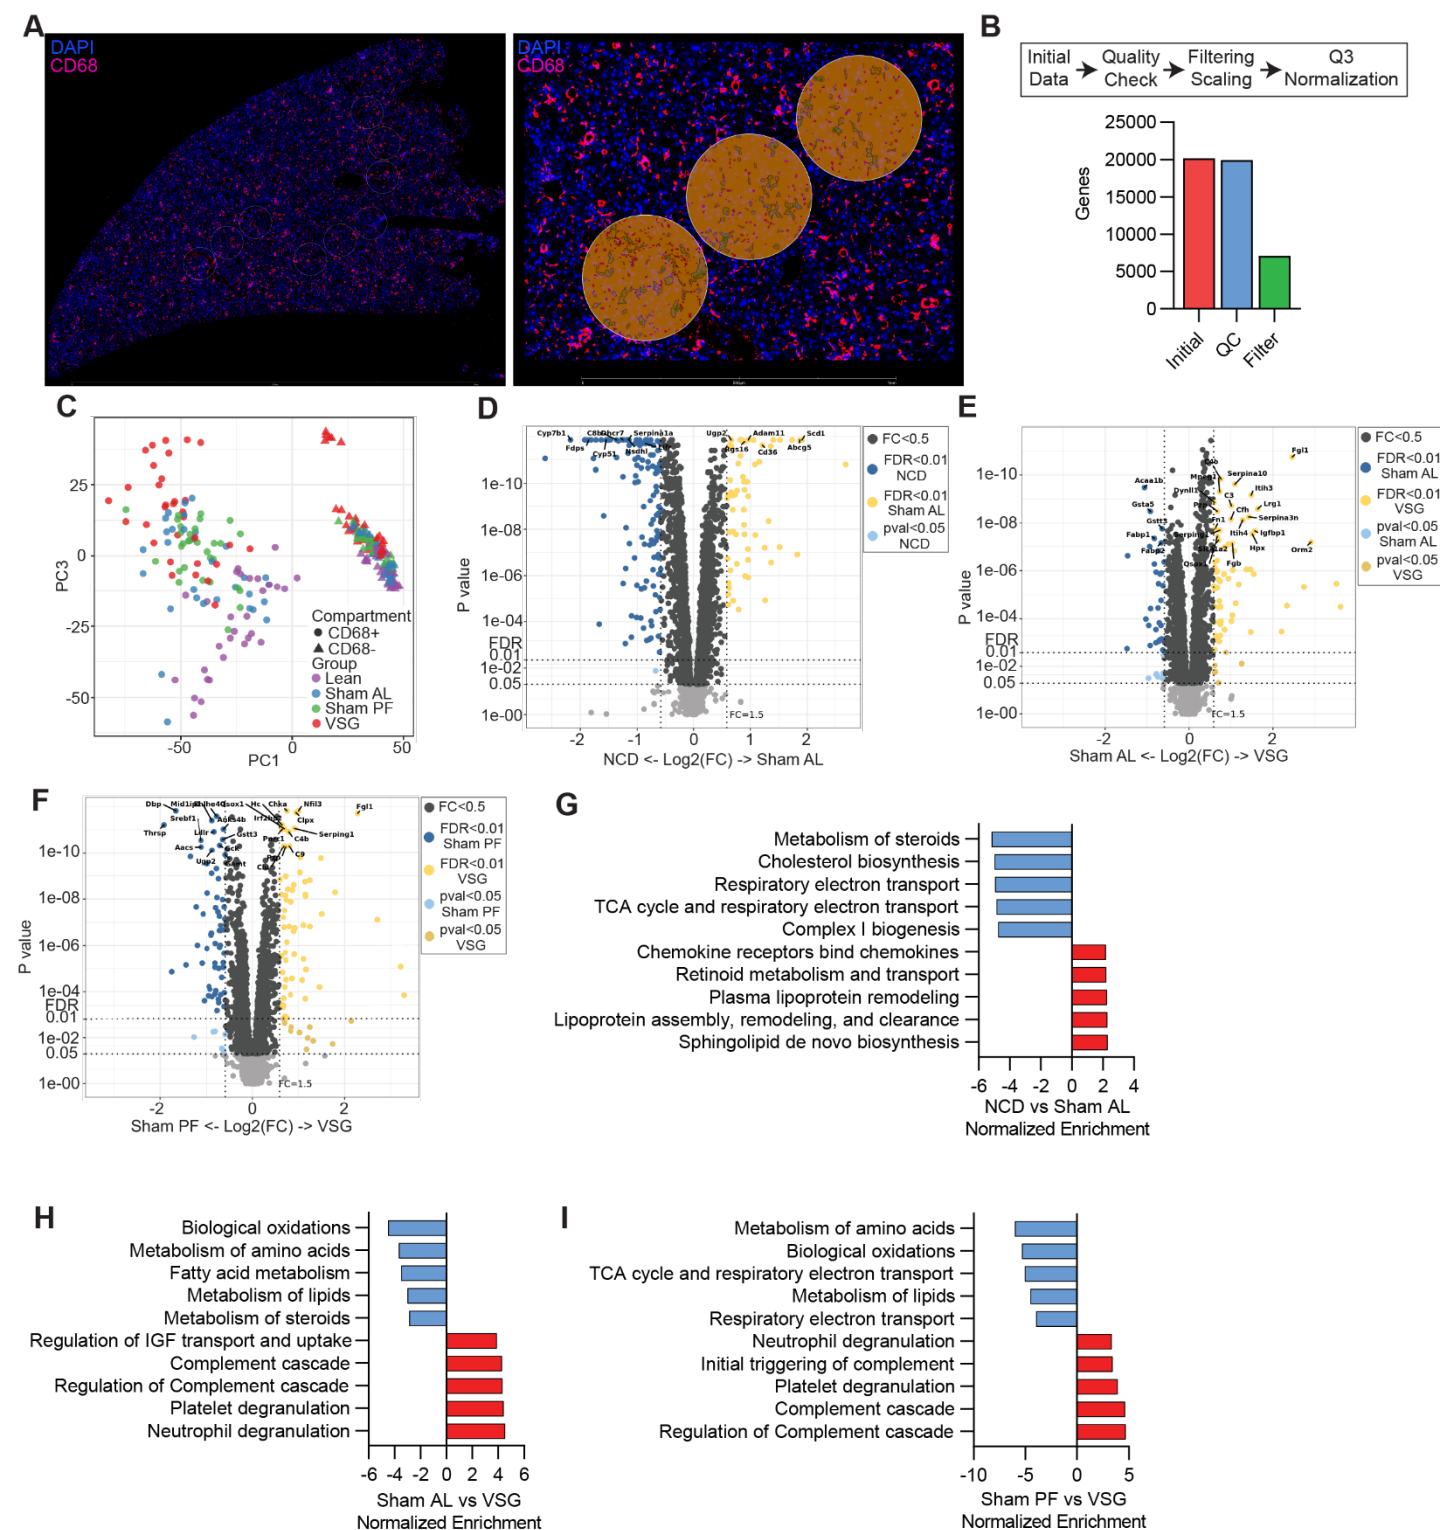 A
DAPI
CD68
DAPI
CD68
B
Initial Data
Quality Check
Filtering Scaling
Q3 Normalization
Genes
25000
20000
15000
10000
5000
0
Initial
QC
Filter
C
PC3
25
0
-25
-50
Compartment
CD68+
CD68-
Group
Lean
Sham AL
Sham PF
VSG
-50
0
50
PC1
D
Cyp7b1
Dhcr7
Serpina1a
Ugp2
Adam11
Scd1
Fdps
Cyp51
Nsdhl
Rgs16
Cd36
Abcg5
P value
1e-10
1e-08
1e-06
1e-04
FDR
0.01
1e-02
0.05
1e-00
FC=1.5
-2
-1
0
1
2
NCD <- Log2(FC) -> Sham AL
FC<0.5
FDR<0.01
NCD
FDR<0.01
Sham AL
pval<0.05
NCD
E
Fgl1
Serpina10
Acaa1b
Mpeg1
Itih3
Dynll1
C3
Gsta5
Lrg1
Cfh
Gstt3
Fn1
Serpina3n
Fabp1
Serping1
Itih4
Igfbp1
Fabp2
Hpx
Orm2
Qsox1
Fgb
P value
1e-10
1e-08
1e-06
1e-04
FDR
0.01
1e-02
0.05
1e-00
FC=1.5
-2
0
2
Sham AL <- Log2(FC) -> VSG
FC<0.5
FDR<0.01
Sham AL
FDR<0.01
VSG
pval<0.05
Sham AL
pval<0.05
VSG
F
Dbp
Hc
Chka
Nfil3
Fgl1
Srebf1
Clpx
Thrsp
Ldlr
Gstt3
Serping1
Aacs
Gck
C4b
Ugp2
C9
P value
1e-10
1e-08
1e-06
1e-04
FDR
0.01
1e-02
0.05
1e-00
FC=1.5
-2
0
2
Sham PF <- Log2(FC) -> VSG
FC<0.5
FDR<0.01
Sham PF
FDR<0.01
VSG
pval<0.05
Sham PF
pval<0.05
VSG
G
Metabolism of steroids
Cholesterol biosynthesis
Respiratory electron transport
TCA cycle and respiratory electron transport
Complex I biogenesis
Chemokine receptors bind chemokines
Retinoid metabolism and transport
Plasma lipoprotein remodeling
Lipoprotein assembly, remodeling, and clearance
Sphingolipid de novo biosynthesis
-6 -4 -2 0 2 4
NCD vs Sham AL
Normalized Enrichment
H
Biological oxidations
Metabolism of amino acids
Fatty acid metabolism
Metabolism of lipids
Metabolism of steroids
Regulation of IGF transport and uptake
Complement cascade
Regulation of Complement cascade
Platelet degranulation
Neutrophil degranulation
-6 -4 -2 0 2 4 6
Sham AL vs VSG
Normalized Enrichment
I
Metabolism of amino acids
Biological oxidations
TCA cycle and respiratory electron transport
Metabolism of lipids
Respiratory electron transport
Neutrophil degranulation
Initial triggering of complement
Platelet degranulation
Complement cascade
Regulation of Complement cascade
-10 -5 0 5
Sham PF vs VSG
Normalized Enrichment